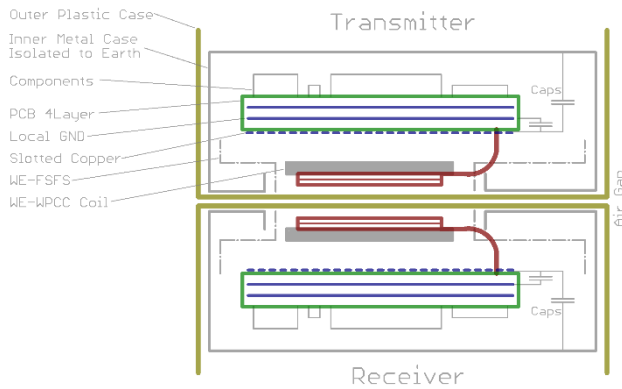 Outer Plastic Case
Transmitter
Inner Metal Case
Isolated to Earth
Components
Caps
PCB 4Layer
Local GND
Slotted Copper
WE-FSFS
WE-WPCC Coil
Air Gap
Caps
Receiver